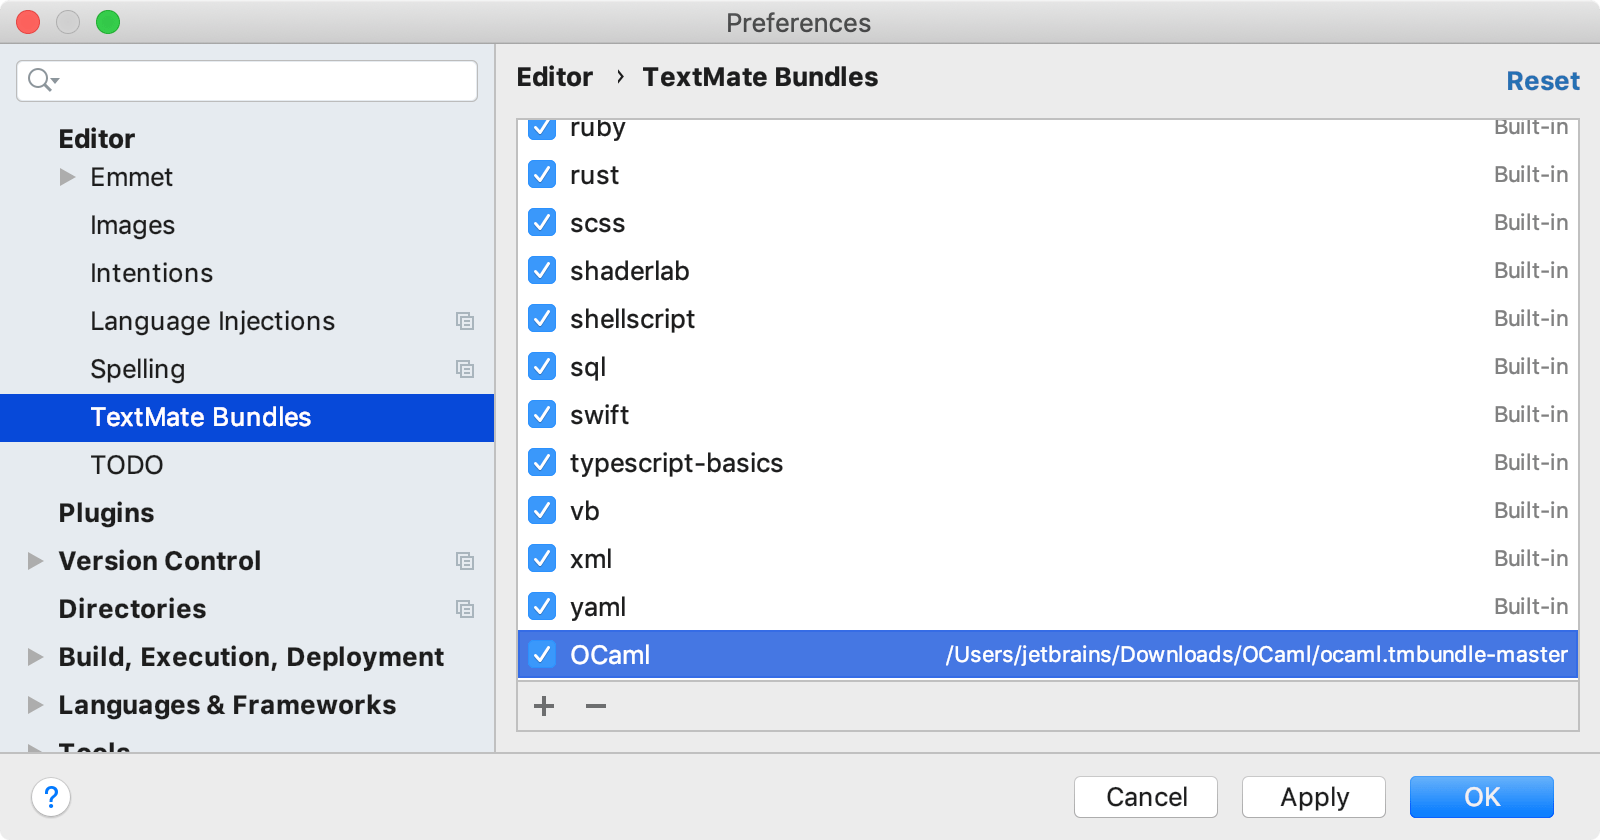 Preferences
Editor
Emmet
Images
Intentions
Language Injections
Spelling
TextMate Bundles
TODO
Plugins
Version Control
Directories
Build, Execution, Deployment
Languages & Frameworks
Tools
Editor › TextMate Bundles
Reset
ruby Built-in
rust Built-in
scss Built-in
shaderlab Built-in
shellscript Built-in
sql Built-in
swift Built-in
typescript-basics Built-in
vb Built-in
xml Built-in
yaml Built-in
OCaml /Users/jetbrains/Downloads/OCaml/ocaml.tmbundle-master
+ −
? Cancel Apply OK